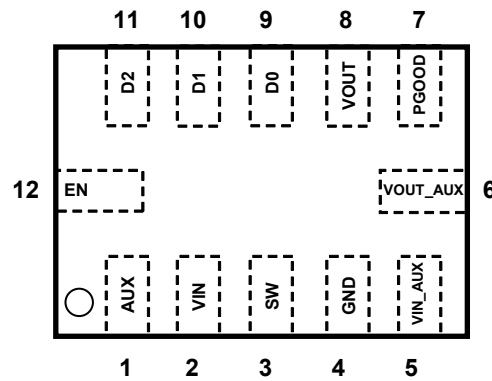 11 10 9 8 7
D2 D1 D0 VOUT PGOOD
12 EN VOUT_AUX 6
AUX VIN SW GND VIN_AUX
1 2 3 4 5